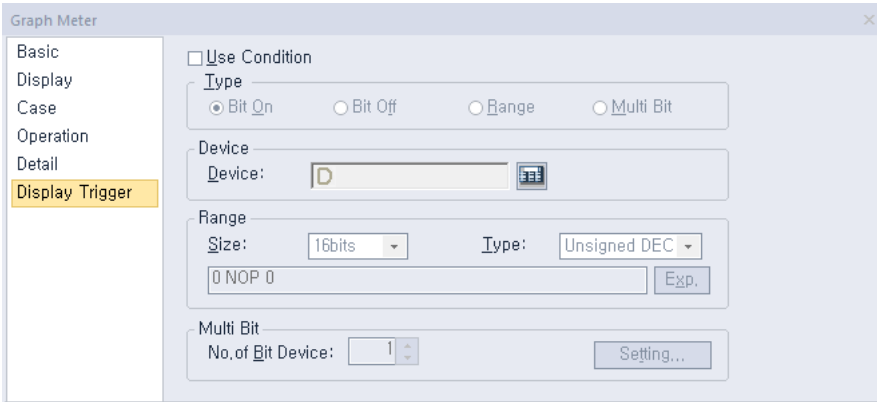 Graph Meter
Basic
Display
Case
Operation
Detail
Display Trigger
Use Condition
Type
Bit On Bit Off Range Multi Bit
Device
Device: D
Range
Size: 16bits Type: Unsigned DEC
0 NOP 0 Exp.
Multi Bit
No.of Bit Device: 1 Setting...